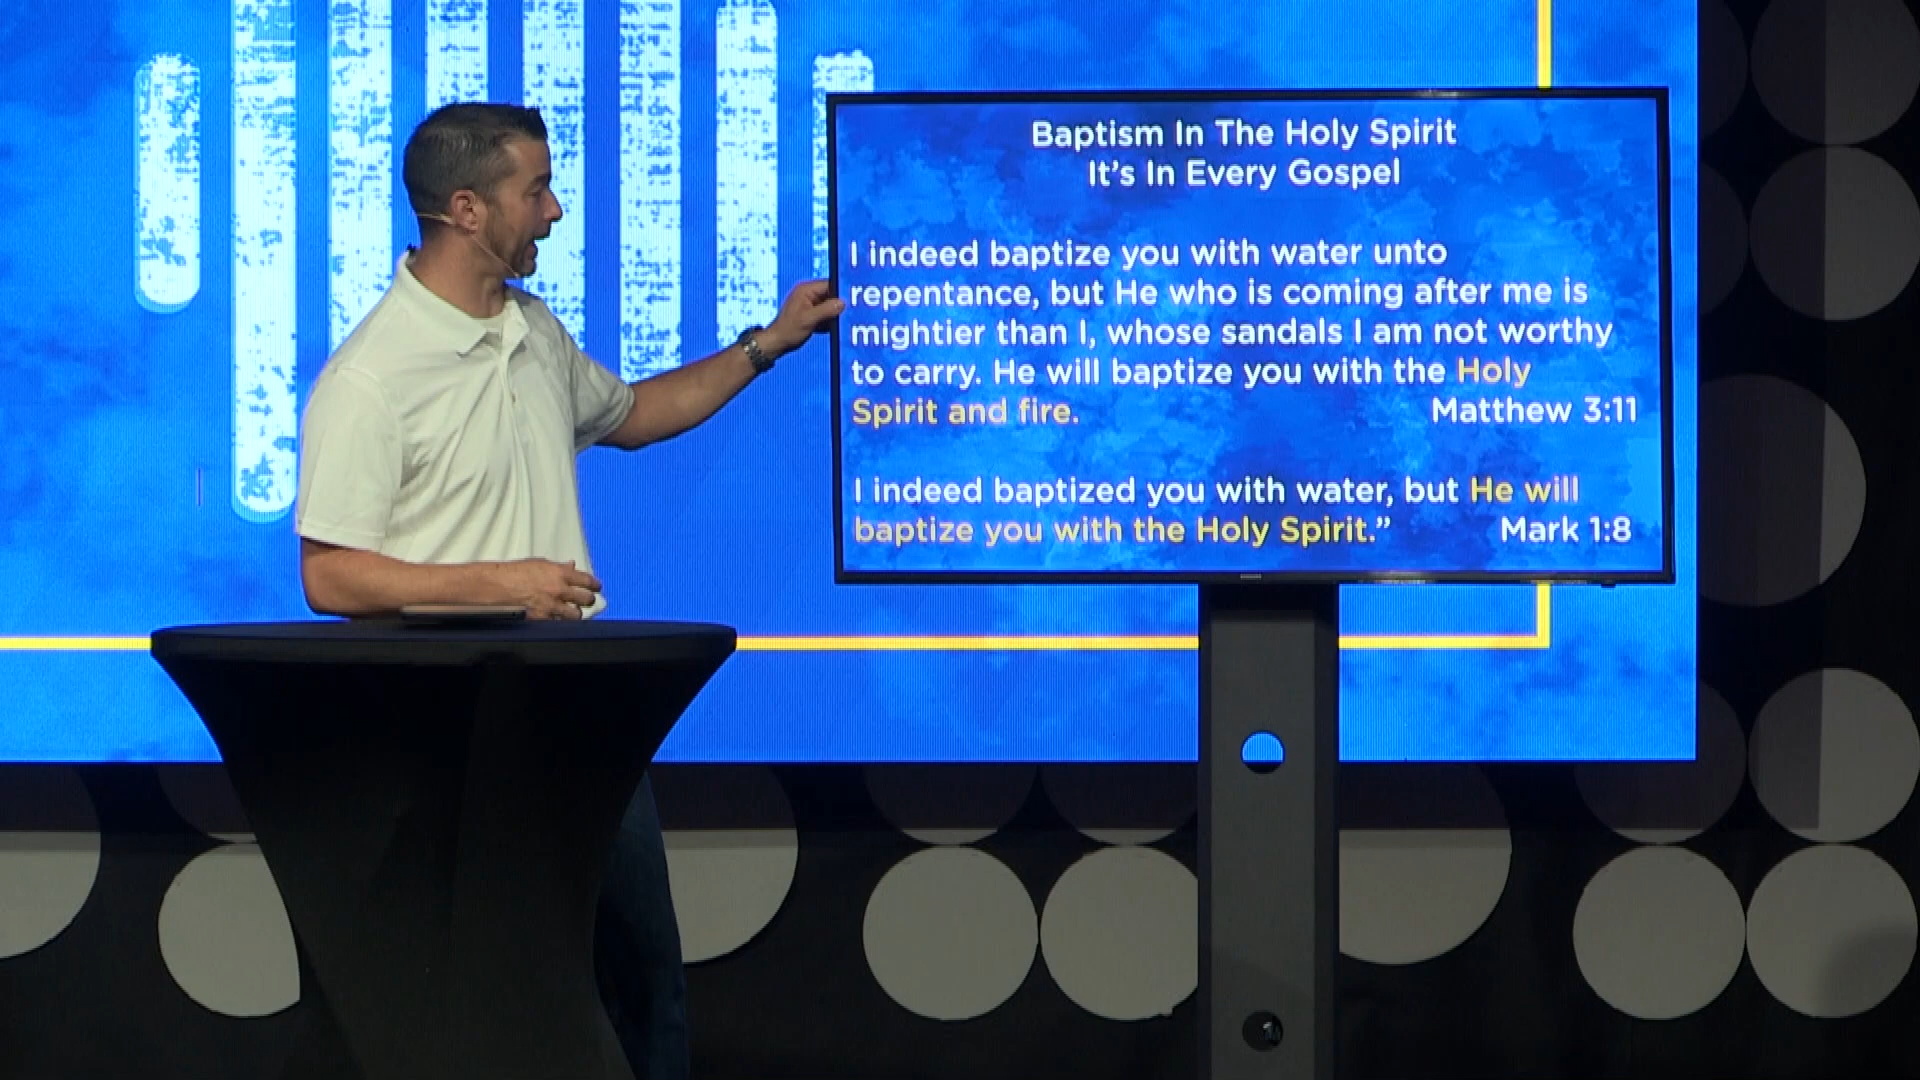 Baptism In The Holy Spirit
It's In Every Gospel
I indeed baptize you with water unto
repentance, but He who is coming after me is
mightier than I, whose sandals I am not worthy
to carry. He will baptize you with the Holy
Spirit and fire. Matthew 3:11
I indeed baptized you with water, but He will
baptize you with the Holy Spirit.” Mark 1:8